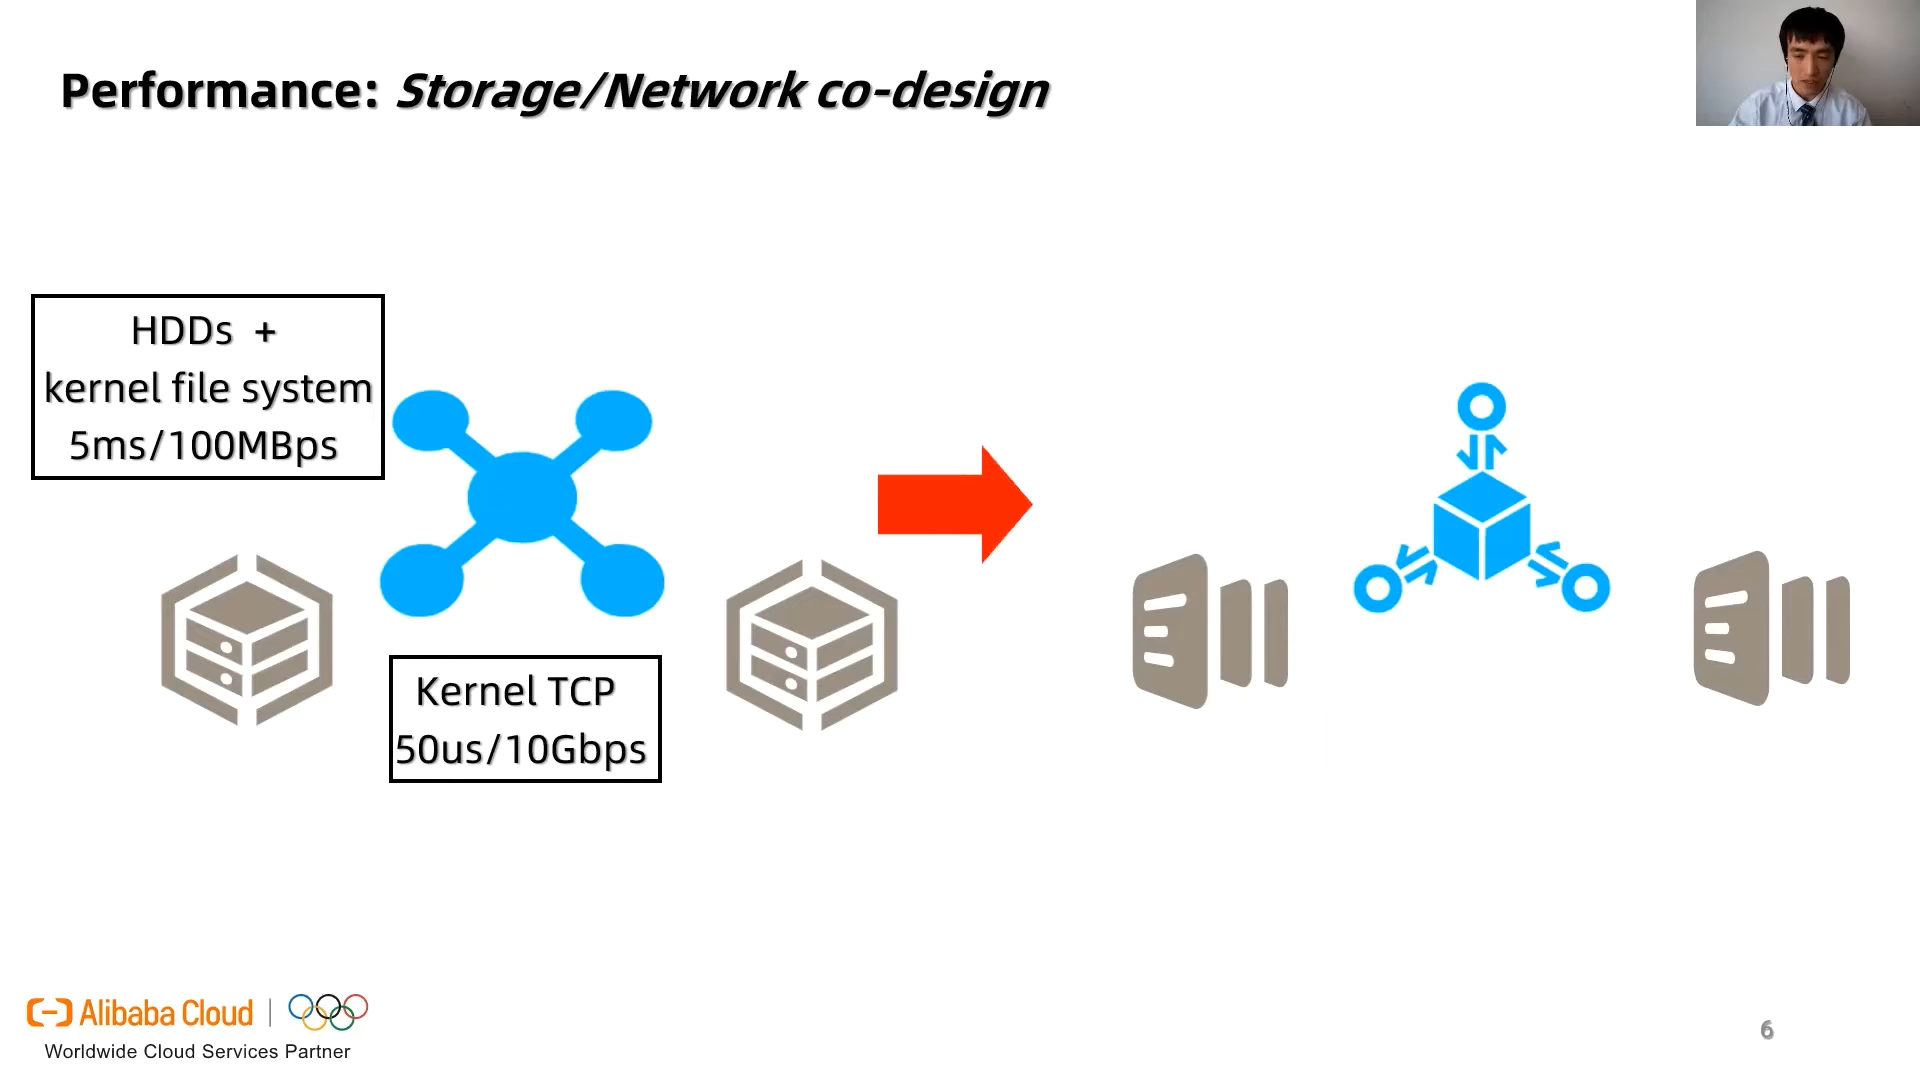 Performance: Storage/Network co-design
HDDs +
kernel file system
5ms/100MBps
Kernel TCP
50us/10Gbps
Alibaba Cloud
Worldwide Cloud Services Partner
6